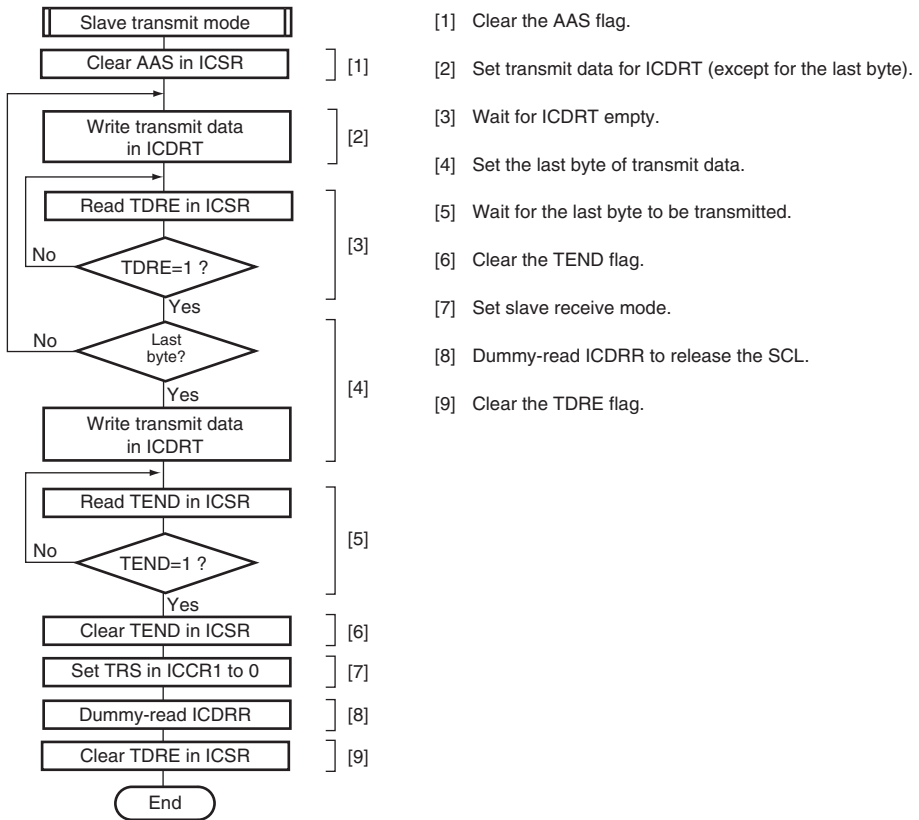 Slave transmit mode
Clear AAS in ICSR
[1]
Write transmit data
in ICDRT
[2]
Read TDRE in ICSR
No
TDRE=1 ?
[3]
Yes
No
Last
byte?
[4]
Yes
Write transmit data
in ICDRT
Read TEND in ICSR
No
TEND=1 ?
[5]
Yes
Clear TEND in ICSR
[6]
Set TRS in ICCR1 to 0
[7]
Dummy-read ICDRR
[8]
Clear TDRE in ICSR
[9]
End
[1] Clear the AAS flag.
[2] Set transmit data for ICDRT (except for the last byte).
[3] Wait for ICDRT empty.
[4] Set the last byte of transmit data.
[5] Wait for the last byte to be transmitted.
[6] Clear the TEND flag.
[7] Set slave receive mode.
[8] Dummy-read ICDRR to release the SCL.
[9] Clear the TDRE flag.